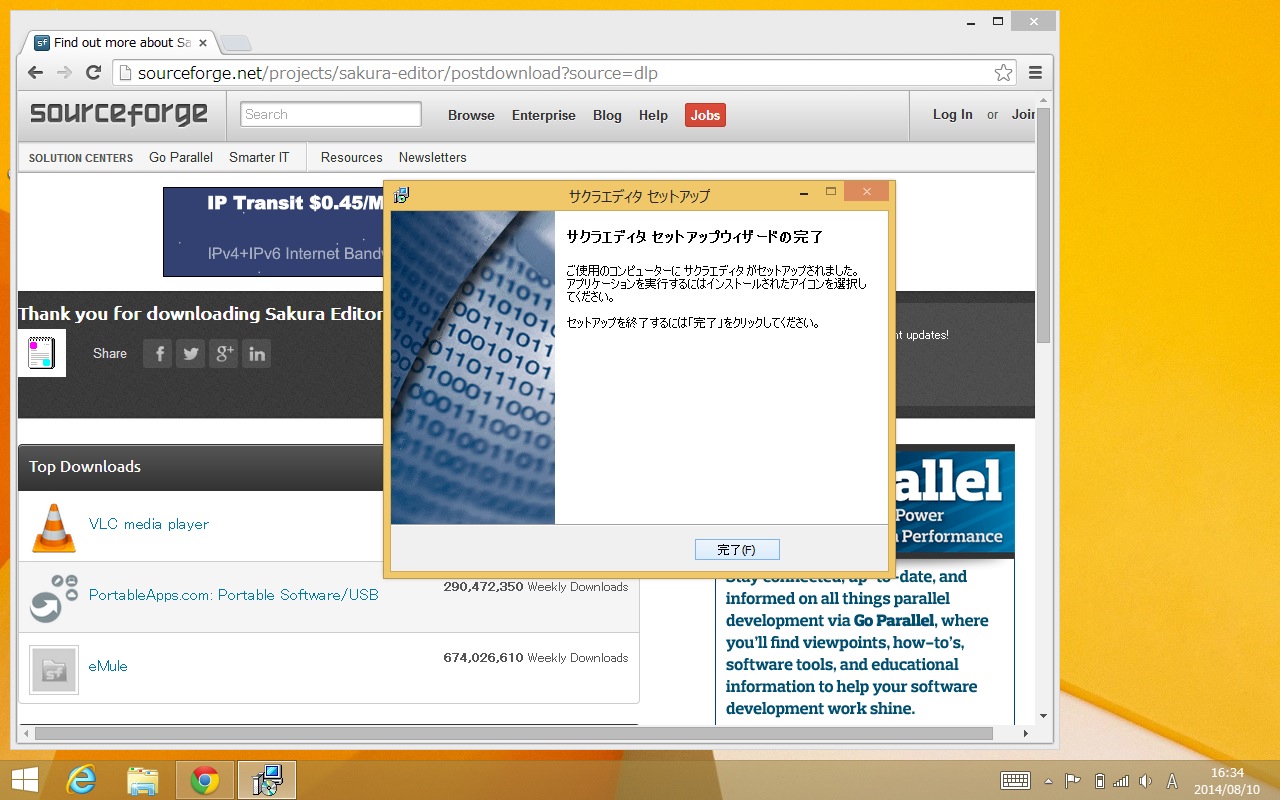 Find out more about Sa
sourceforge.net/projects/sakura-editor/postdownload?source=dlp
sourceforge
Search
Browse
Enterprise
Blog
Help
Jobs
Log In or Join
SOLUTION CENTERS
Go Parallel
Smarter IT
Resources
Newsletters
IP Transit $0.45/M
IPv4+IPv6 Internet Bandw
Thank you for downloading Sakura Editor
Share
nt updates!
サクラエディタ セットアップ
サクラエディタ セットアップウィザードの完了
ご使用のコンピューターに サクラエディタ がセットアップされました。
アプリケーションを実行するにはインストールされたアイコンを選択し
てください。
セットアップを終了するには「完了」をクリックしてください。
完了(F)
Top Downloads
VLC media player
PortableApps.com: Portable Software/USB
290,472,350 Weekly Downloads
eMule
674,026,610 Weekly Downloads
allel
Power
Performance
Stay connected, up-to-date, and
informed on all things parallel
development via Go Parallel, where
you'll find viewpoints, how-to's,
software tools, and educational
information to help your software
development work shine.
A
16:34
2014/08/10